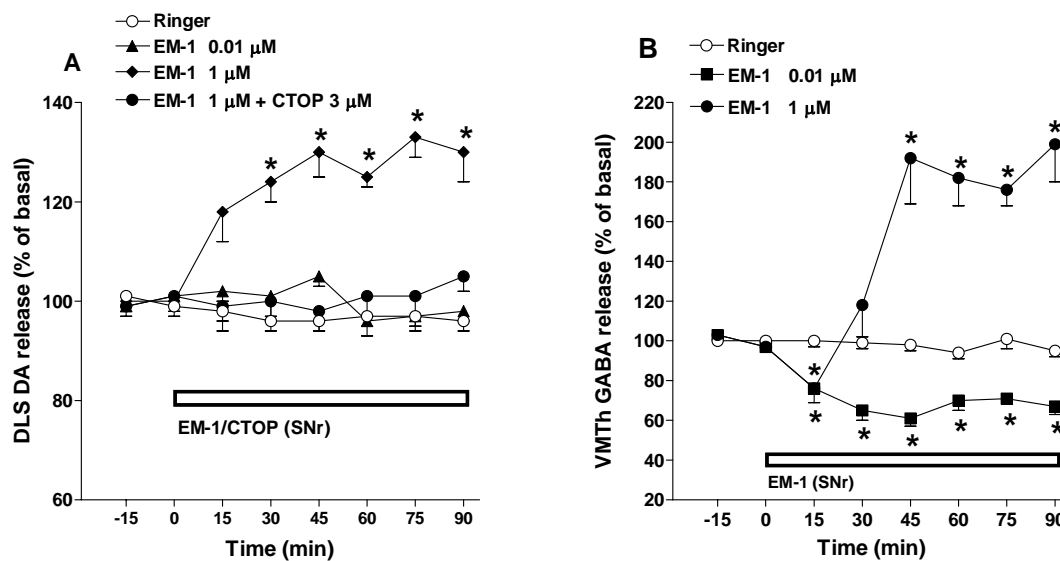 A
Ringer
EM-1 0.01 μM
EM-1 1 μM
EM-1 1 μM + CTOP 3 μM
DLS DA release (% of basal)
140
120
100
80
60
* * * * *
EM-1/CTOP (SNr)
-15 0 15 30 45 60 75 90
Time (min)
B
Ringer
EM-1 0.01 μM
EM-1 1 μM
VMTh GABA release (% of basal)
220
200
180
160
140
120
100
80
60
40
20
* * * *
*
* * * * * *
EM-1 (SNr)
-15 0 15 30 45 60 75 90
Time (min)